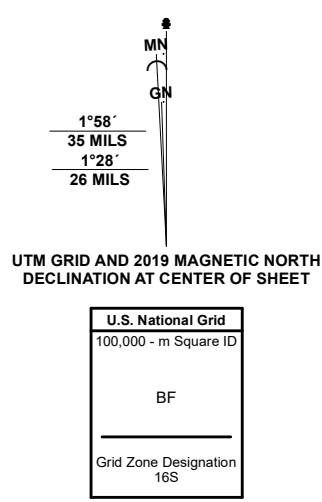 MN
GN
1°58´
35 MILS
1°28´
26 MILS
UTM GRID AND 2019 MAGNETIC NORTH
DECLINATION AT CENTER OF SHEET
U.S. National Grid
100,000 - m Square ID
BF
Grid Zone Designation
16S